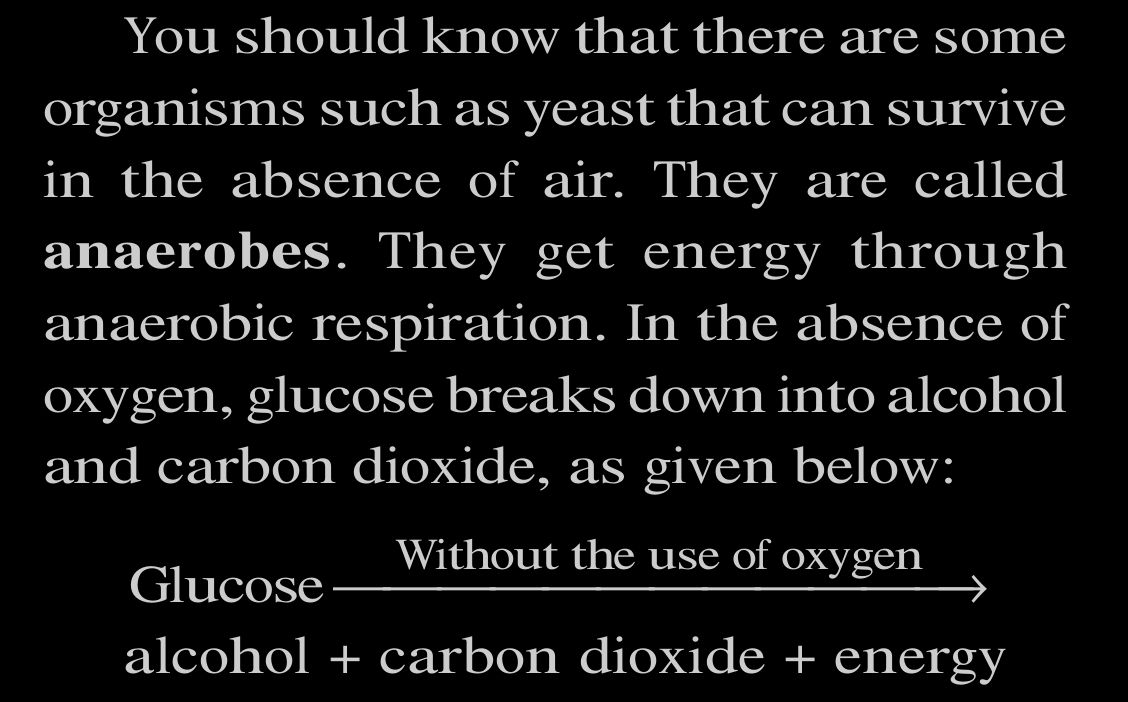 You should know that there are some
organisms such as yeast that can survive
in the absence of air. They are called
anaerobes. They get energy through
anaerobic respiration. In the absence of
oxygen, glucose breaks down into alcohol
and carbon dioxide, as given below:
Without the use of oxygen
Glucose ⟶
alcohol + carbon dioxide + energy